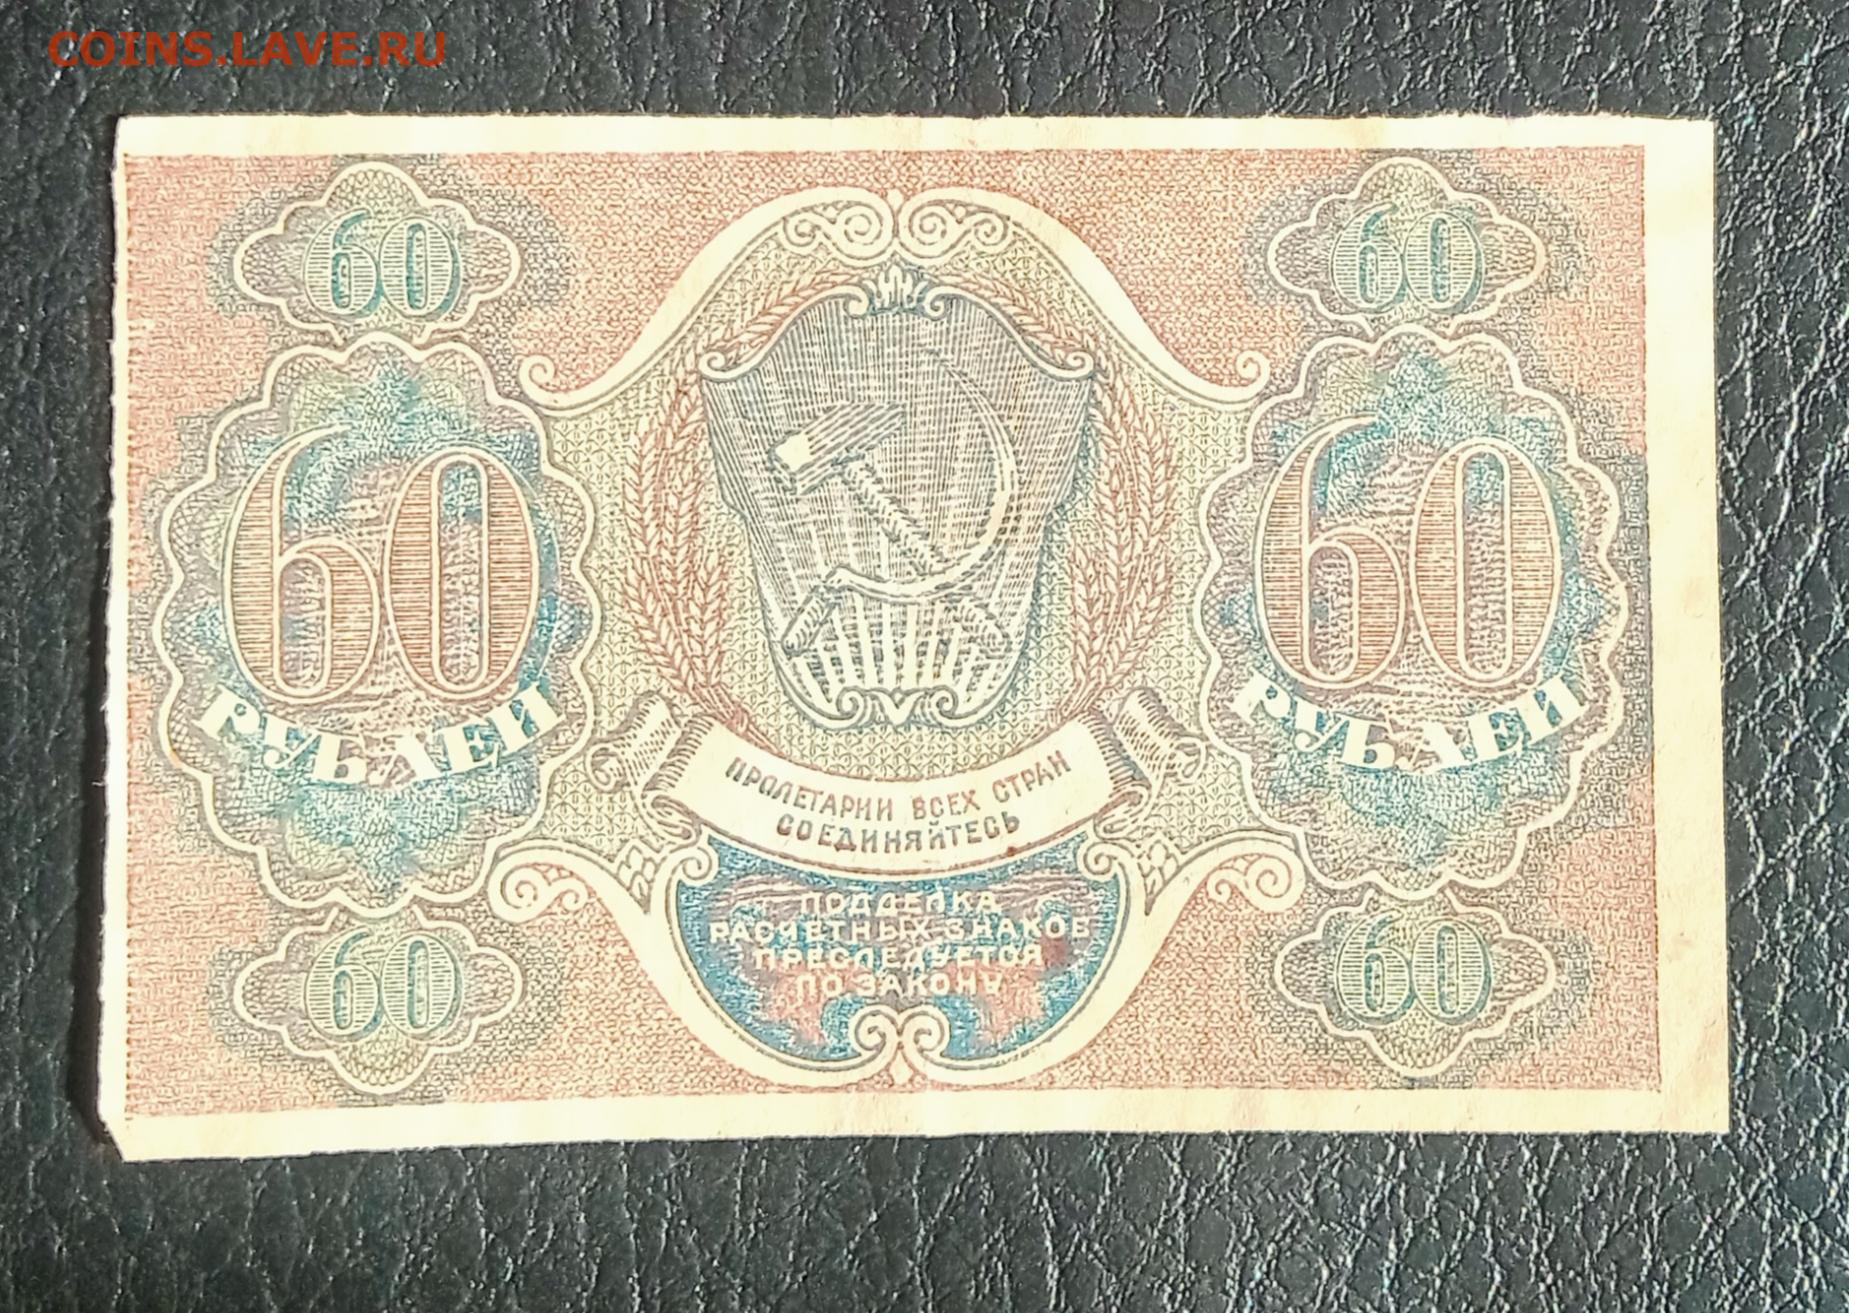 COINS.LAVE.RU
60
60
60
РУБЛЕЙ
60
РУБЛЕЙ
ПРОЛЕТАРИИ ВСЕХ СТРАН
СОЕДИНЯЙТЕСЬ
ПОДДЕЛКА
РАСЧЕТНЫХ ЗНАКОВ
ПРЕСЛЕДУЕТСЯ
ПО ЗАКОНУ
60
60